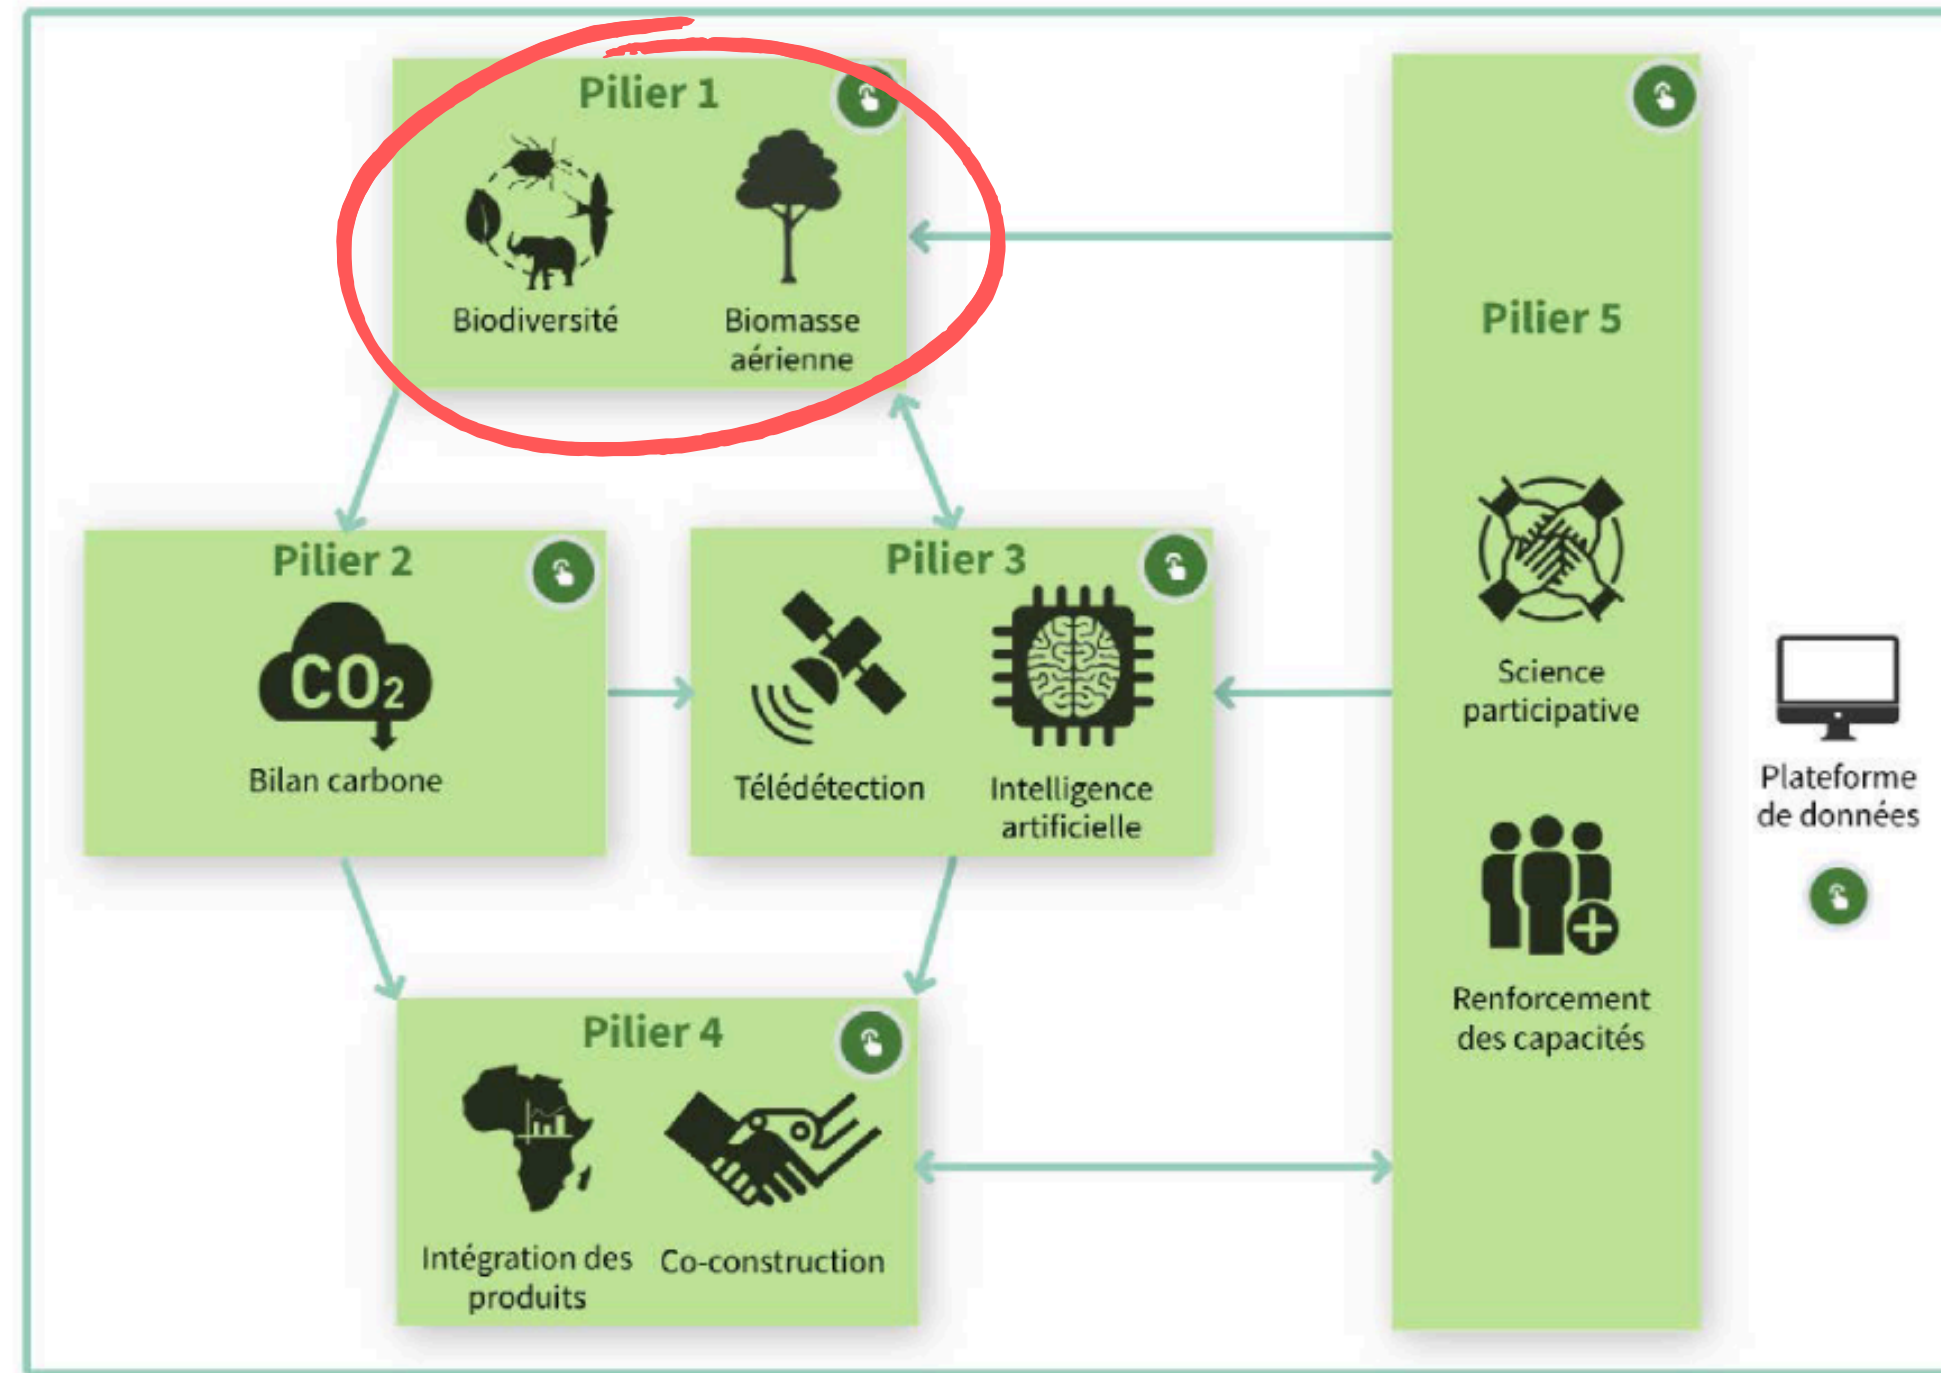 Pilier 1
Biodiversité
Biomasse
aérienne
Pilier 2
CO₂
Bilan carbone
Pilier 3
Télédétection
Intelligence
artificielle
Pilier 4
Intégration des
produits
Co-construction
Pilier 5
Science
participative
Renforcement
des capacités
Plateforme
de données